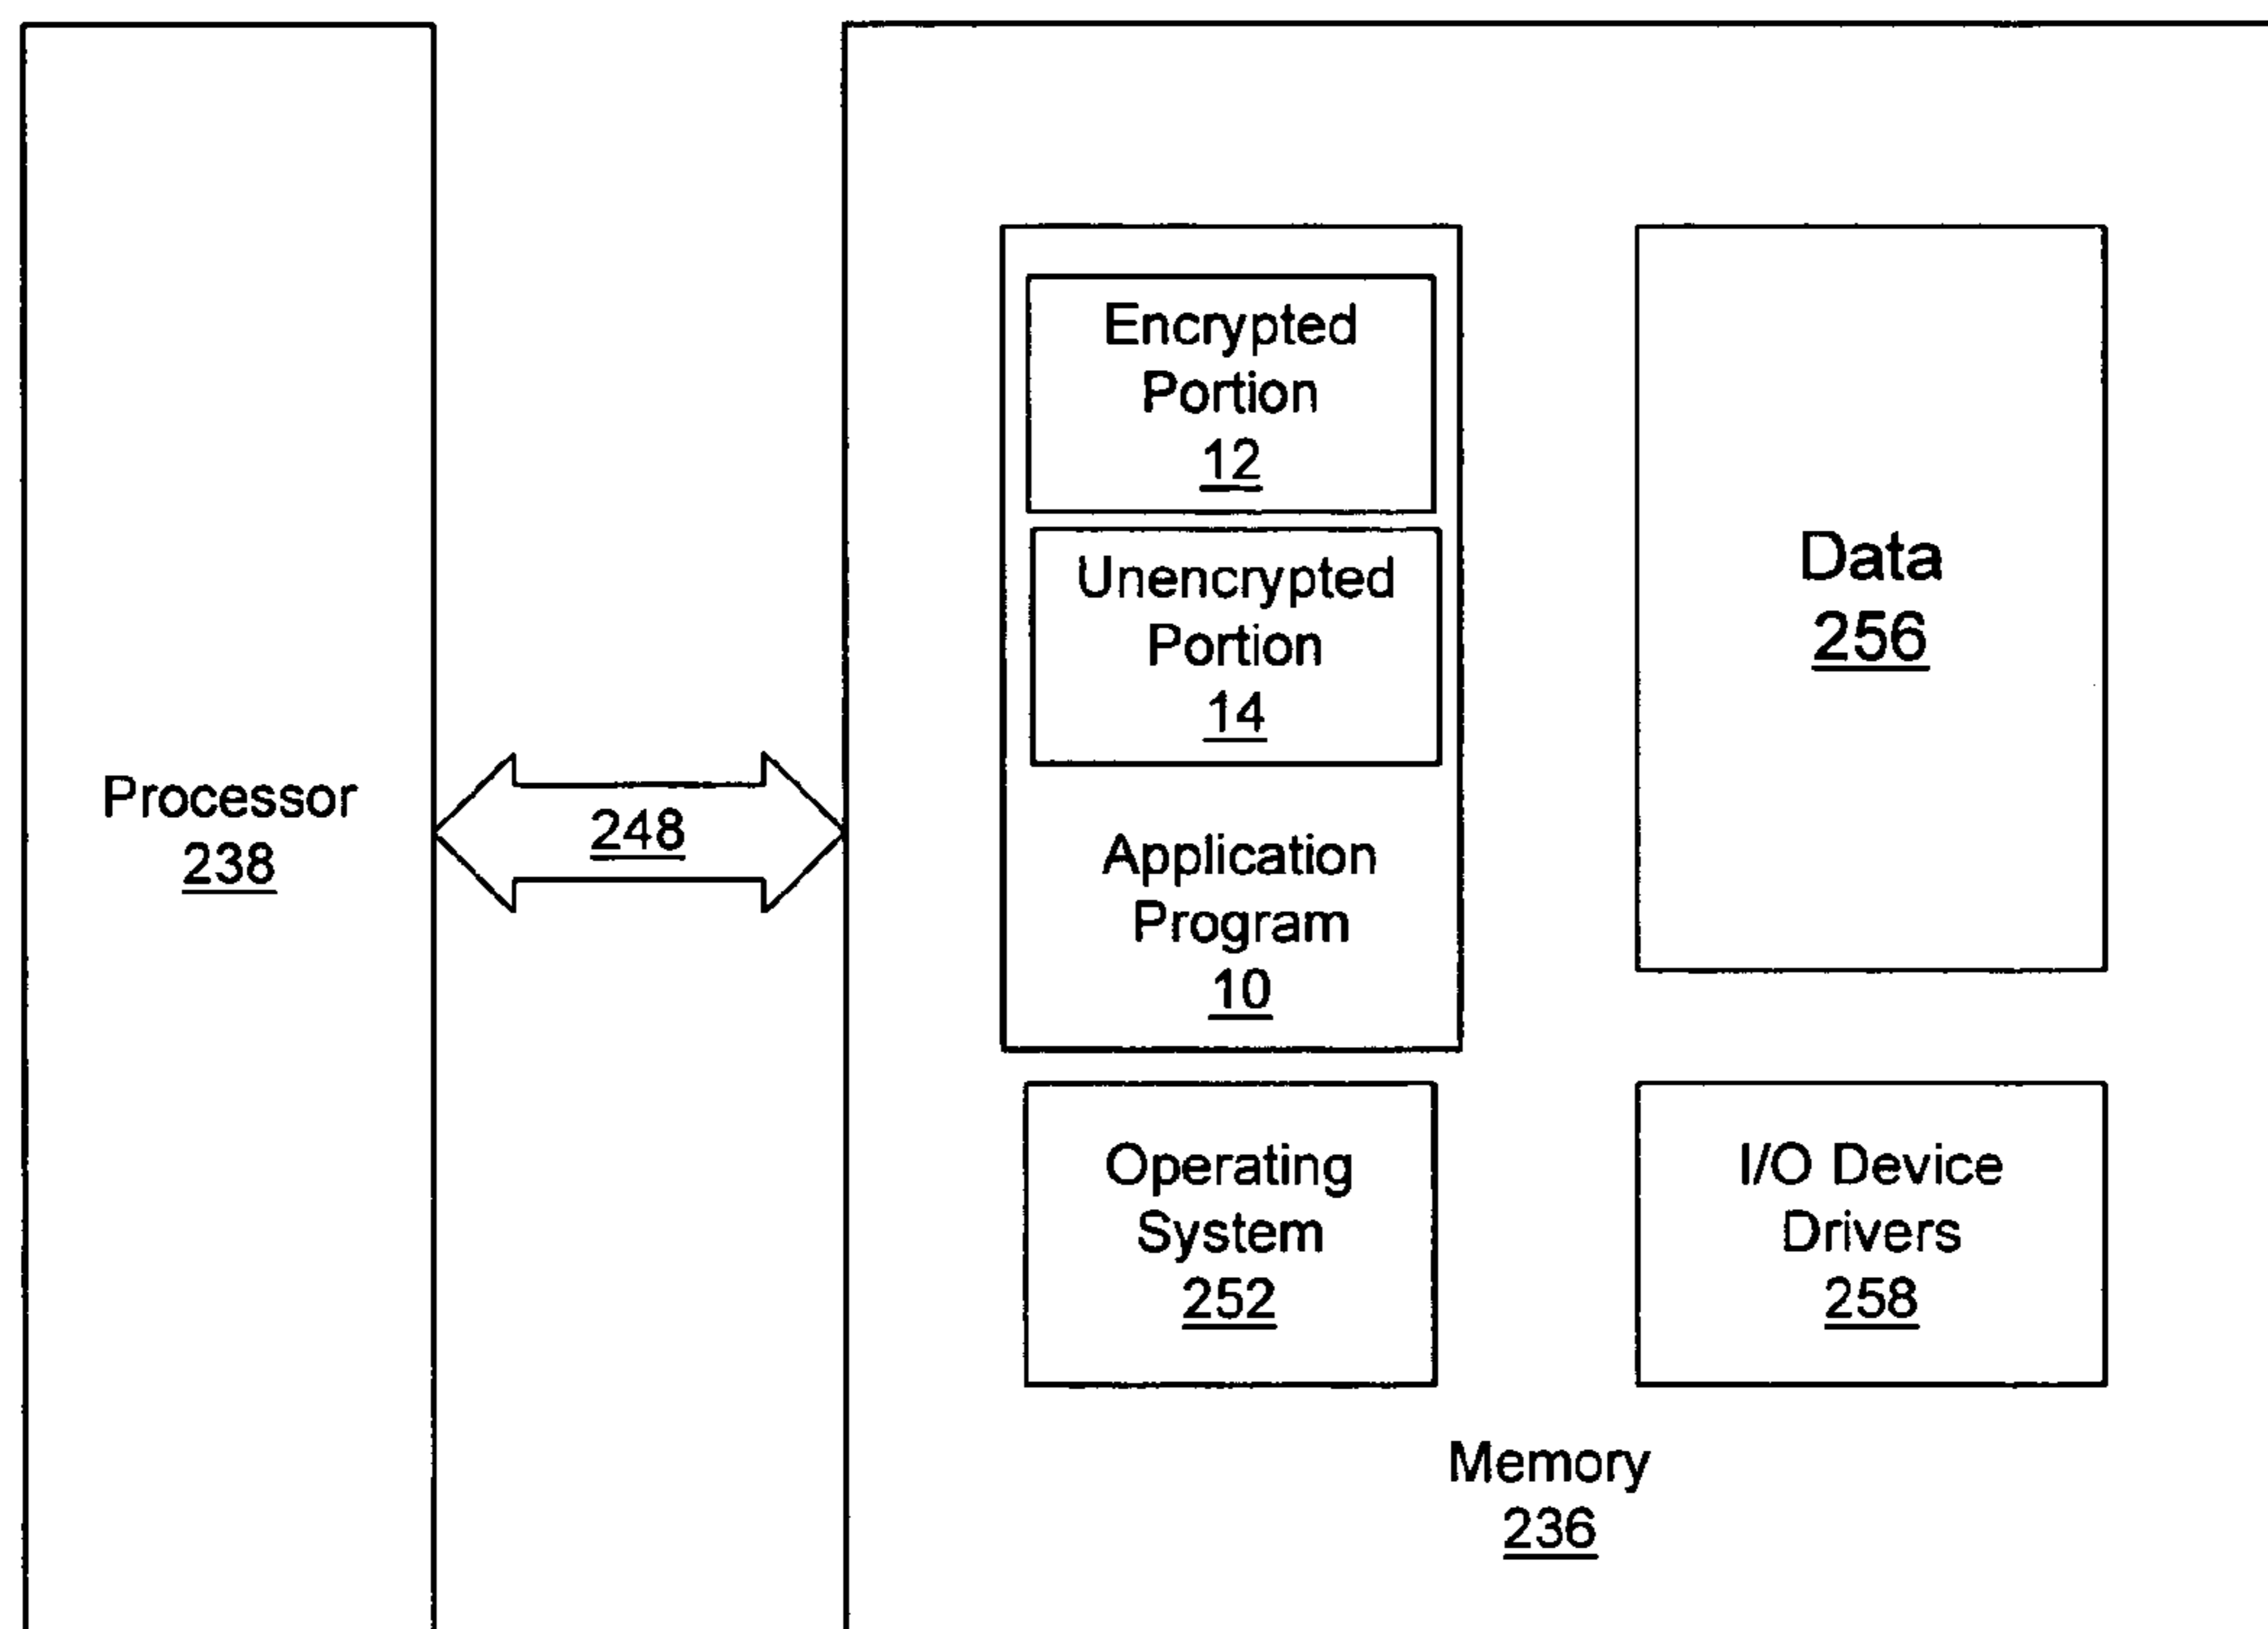 Processor
238
248
Encrypted
Portion
12
Unencrypted
Portion
14
Application
Program
10
Data
256
Operating
System
252
I/O Device
Drivers
258
Memory
236